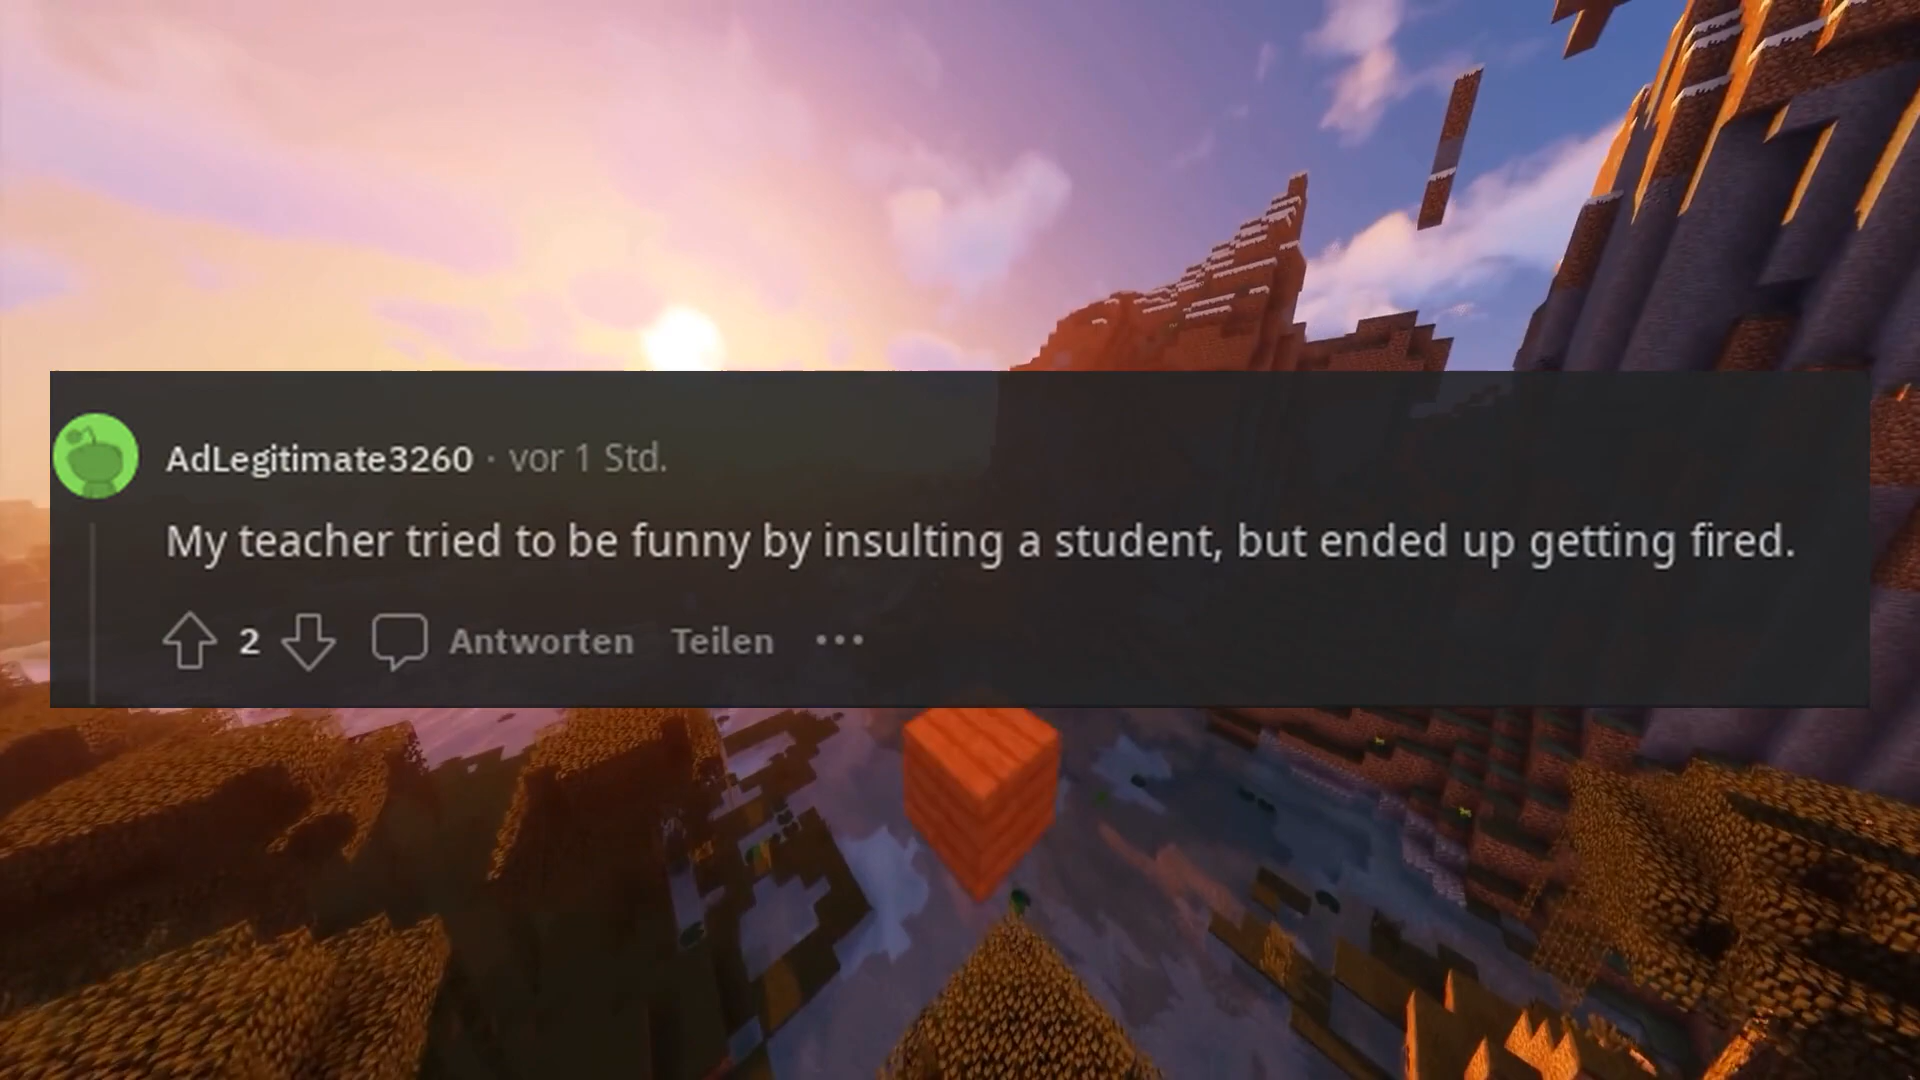 AdLegitimate3260 · vor 1 Std.
My teacher tried to be funny by insulting a student, but ended up getting fired.
2 Antworten Teilen •••